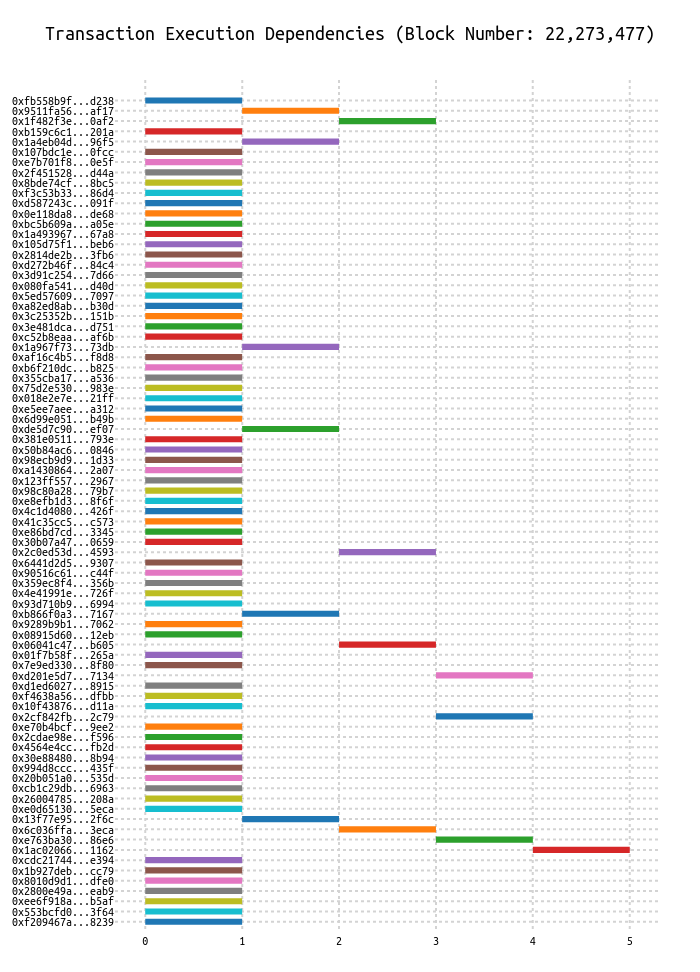 Transaction Execution Dependencies (Block Number: 22,273,477)
0xfb558b9f...d238
0x9511fa56...af17
0x1f482f3e...0af2
0xb159c6c1...201a
0x1a4eb04d...96f5
0x107bdc1e...0fcc
0xe7b701f8...0e5f
0x2f451528...d44a
0x8bde74cf...8bc5
0xf3c53b33...86d4
0xd587243c...091f
0x0e118da8...de68
0xbc5b609a...a05e
0x1a493967...67a8
0x105d75f1...beb6
0x2814de2b...3fb6
0xd272b46f...84c4
0x3d91c254...7d66
0x080fa541...d40d
0x5ed57609...7097
0xa82ed8ab...b30d
0x3c25352b...151b
0x3e481dca...d751
0xc52b8eaa...af6b
0x1a967f73...73db
0xaf16c4b5...f8d8
0xb6f210dc...b825
0x355cba17...a536
0x75d2e530...983e
0x018e2e7e...21ff
0xe5ee7aee...a312
0x6d99e051...b49b
0xde5d7c90...ef07
0x381e0511...793e
0x50b84ac6...0846
0x98ecb9d9...1d33
0xa1430864...2a07
0x123ff557...2967
0x98c80a28...79b7
0xe8efb1d3...8f6f
0x4c1d4080...426f
0x41c35cc5...c573
0xe86bd7cd...3345
0x30b07a47...0659
0x2c0ed53d...4593
0x6441d2d5...9307
0x90516c61...c44f
0x359ec8f4...356b
0x4e41991e...726f
0x93d710b9...6994
0xb866f0a3...7167
0x9289b9b1...7062
0x08915d60...12eb
0x06041c47...b605
0x01f7b58f...265a
0x7e9ed330...8f80
0xd201e5d7...7134
0xd1ed6027...8915
0xf4638a56...dfbb
0x10f43876...d11a
0x2cf842fb...2c79
0xe70b4bcf...9ee2
0x2cdae98e...f596
0x4564e4cc...fb2d
0x30e88480...8b94
0x994d8ccc...435f
0x20b051a0...535d
0xcb1c29db...6963
0x26004785...208a
0xe0d65130...5eca
0x13f77e95...2f6c
0x6c036ffa...3eca
0xe763ba30...86e6
0x1ac02066...1162
0xcdc21744...e394
0x1b927deb...cc79
0x8010d9d1...dfe0
0x2800e49a...eab9
0xee6f918a...b5af
0x553bcfd0...3f64
0xf209467a...8239
0 1 2 3 4 5